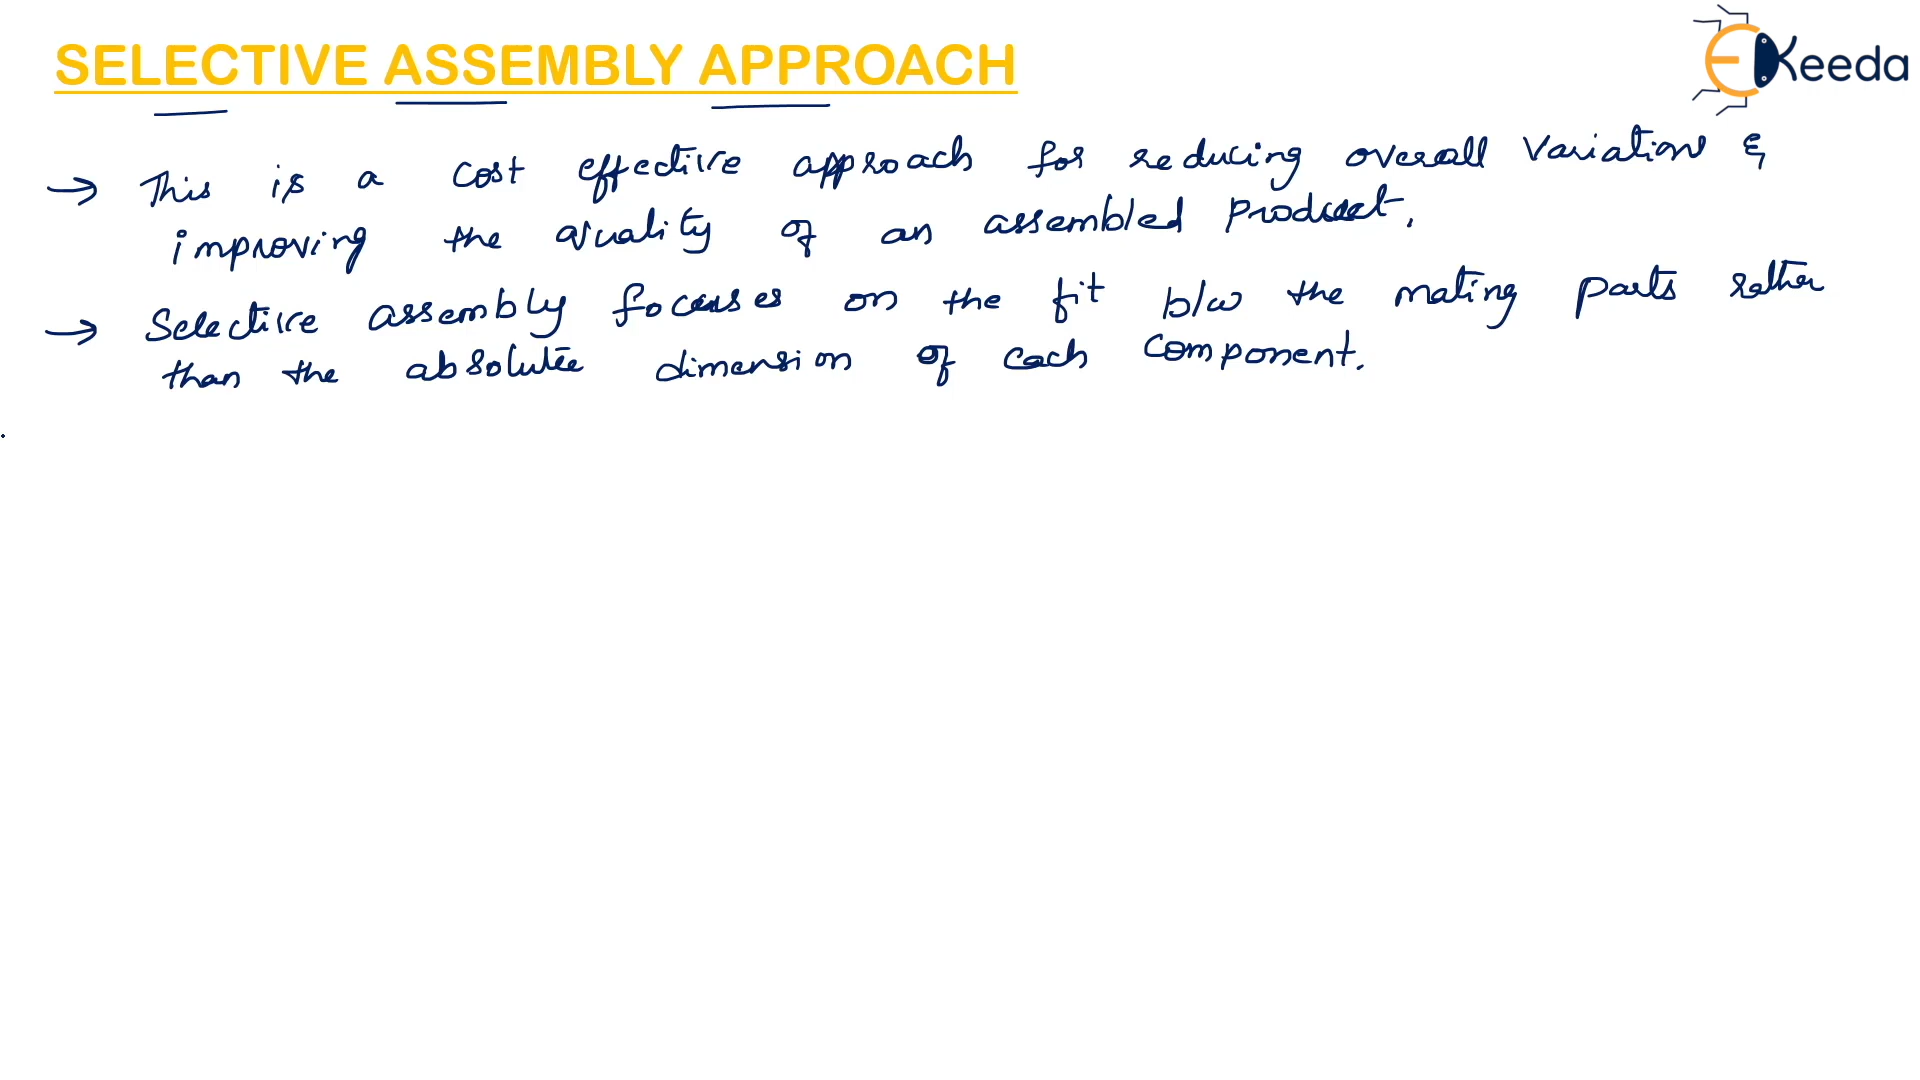 SELECTIVE ASSEMBLY APPROACH
EKeeda
→ This is a cost effective approach for reducing overall variations &
improving the quality of an assembled product.
→ Selective assembly focuses on the fit b/w the mating parts rather
than the absolute dimension of each component.